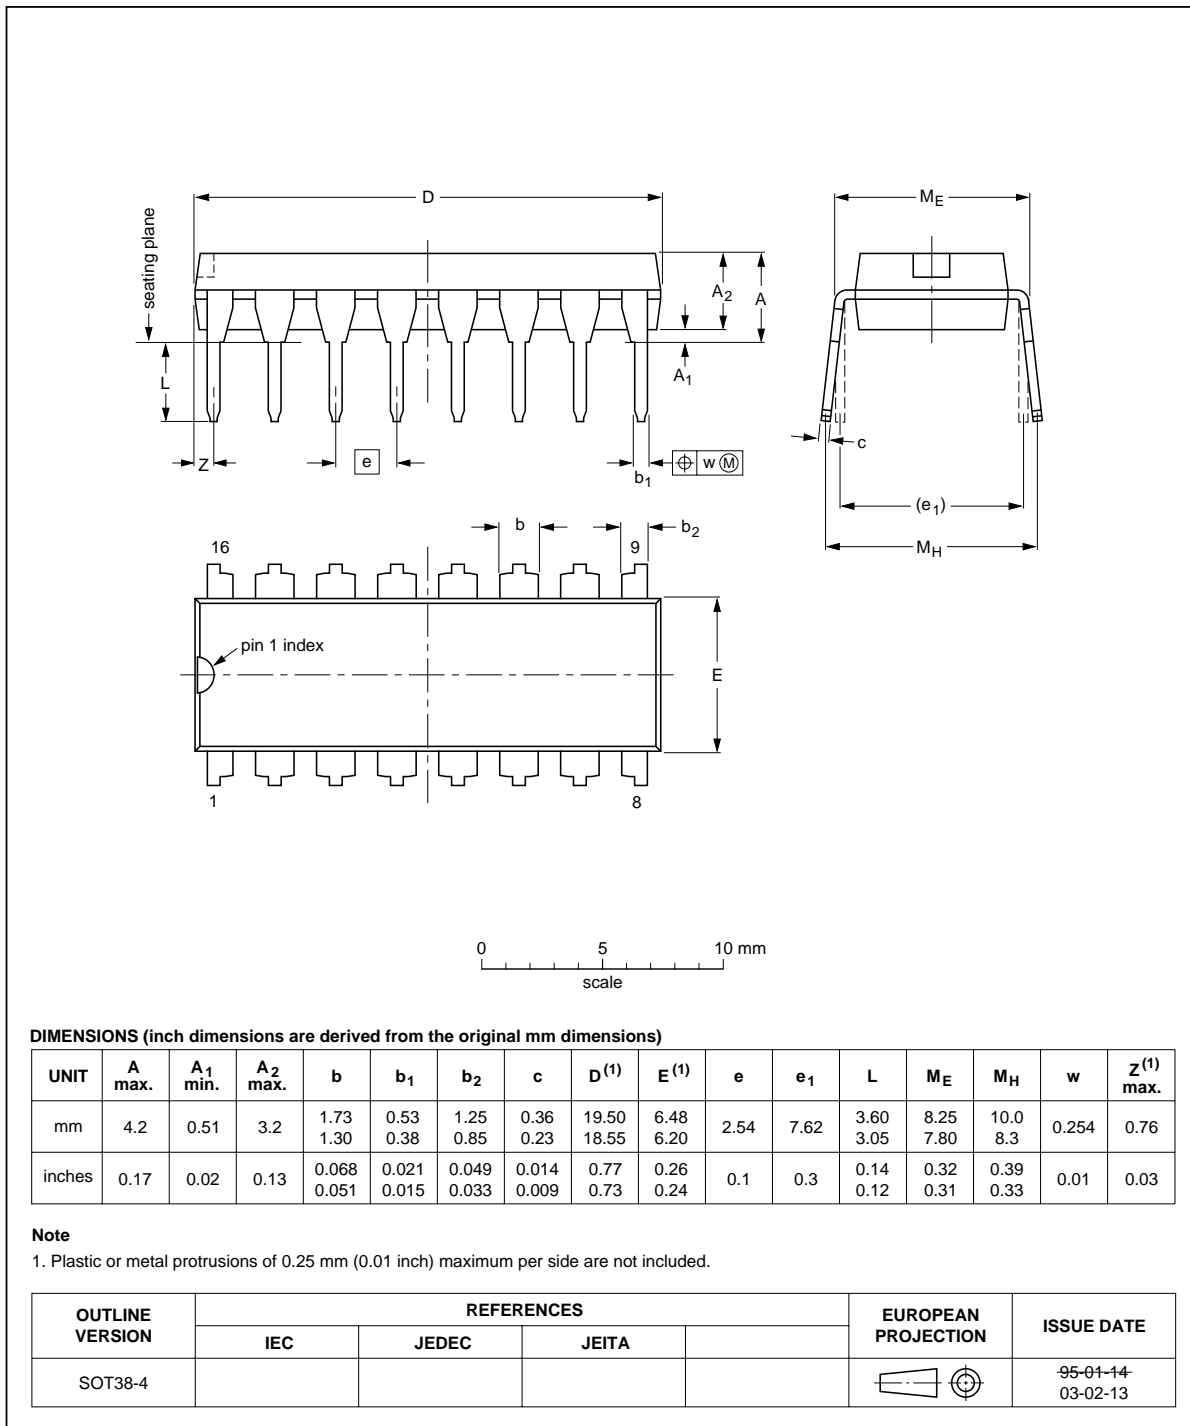 D
ME
seating plane
A2
A
L
A1
c
Z
e
b1
w M
(e1)
b
b2
MH
16
9
pin 1 index
E
1
8
0 5 10 mm
scale
DIMENSIONS (inch dimensions are derived from the original mm dimensions)
UNIT A max. A1 min. A2 max. b b1 b2 c D(1) E(1) e e1 L ME MH w Z(1) max.
mm 4.2 0.51 3.2 1.73 1.30 0.53 0.38 1.25 0.85 0.36 0.23 19.50 18.55 6.48 6.20 2.54 7.62 3.60 3.05 8.25 7.80 10.0 8.3 0.254 0.76
inches 0.17 0.02 0.13 0.068 0.051 0.021 0.015 0.049 0.033 0.014 0.009 0.77 0.73 0.26 0.24 0.1 0.3 0.14 0.12 0.32 0.31 0.39 0.33 0.01 0.03
Note
1. Plastic or metal protrusions of 0.25 mm (0.01 inch) maximum per side are not included.
OUTLINE VERSION REFERENCES EUROPEAN PROJECTION ISSUE DATE
IEC JEDEC JEITA
SOT38-4 95-01-14
03-02-13